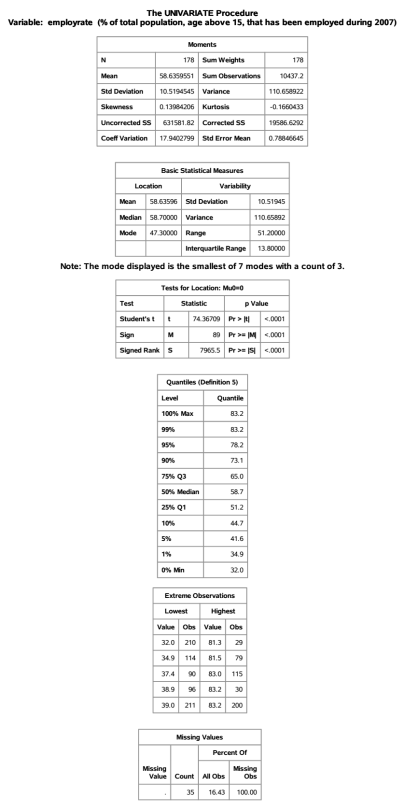 The UNIVARIATE Procedure
Variable: employrate (% of total population, age above 15, that has been employed during 2007)
Moments
N 178 Sum Weights 178
Mean 58.6359551 Sum Observations 10437.2
Std Deviation 10.5194545 Variance 110.658922
Skewness 0.13984206 Kurtosis -0.1660433
Uncorrected SS 631581.82 Corrected SS 19586.6292
Coeff Variation 17.9402799 Std Error Mean 0.78846645
Basic Statistical Measures
Location Variability
Mean 58.63596 Std Deviation 10.51945
Median 58.70000 Variance 110.65892
Mode 47.30000 Range 51.20000
Interquartile Range 13.80000
Note: The mode displayed is the smallest of 7 modes with a count of 3.
Tests for Location: Mu0=0
Test Statistic p Value
Student's t t 74.36709 Pr > |t| <.0001
Sign M 89 Pr >= |M| <.0001
Signed Rank S 7965.5 Pr >= |S| <.0001
Quantiles (Definition 5)
Level Quantile
100% Max 83.2
99% 83.2
95% 78.2
90% 73.1
75% Q3 65.0
50% Median 58.7
25% Q1 51.2
10% 44.7
5% 41.6
1% 34.9
0% Min 32.0
Extreme Observations
Lowest Highest
Value Obs Value Obs
32.0 210 81.3 29
34.9 114 81.5 79
37.4 90 83.0 115
38.9 96 83.2 30
39.0 211 83.2 200
Missing Values
Percent Of
Missing Value Count All Obs Missing Obs
. 35 16.43 100.00